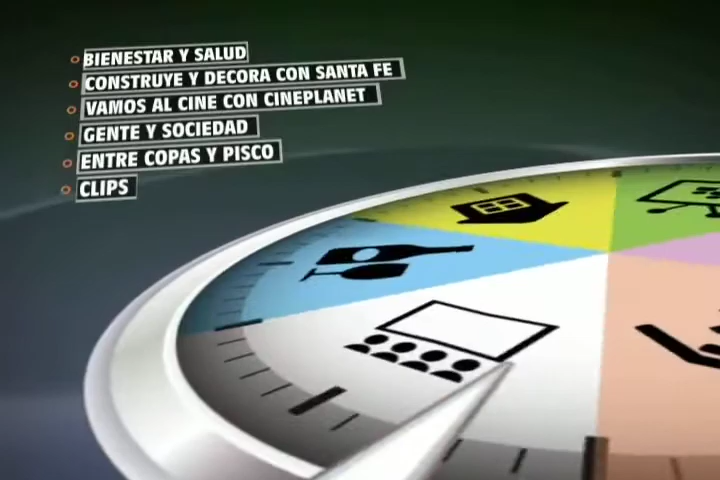 BIENESTAR Y SALUD
CONSTRUYE Y DECORA CON SANTA FE
VAMOS AL CINE CON CINEPLANET
GENTE Y SOCIEDAD
ENTRE COPAS Y PISCO
CLIPS